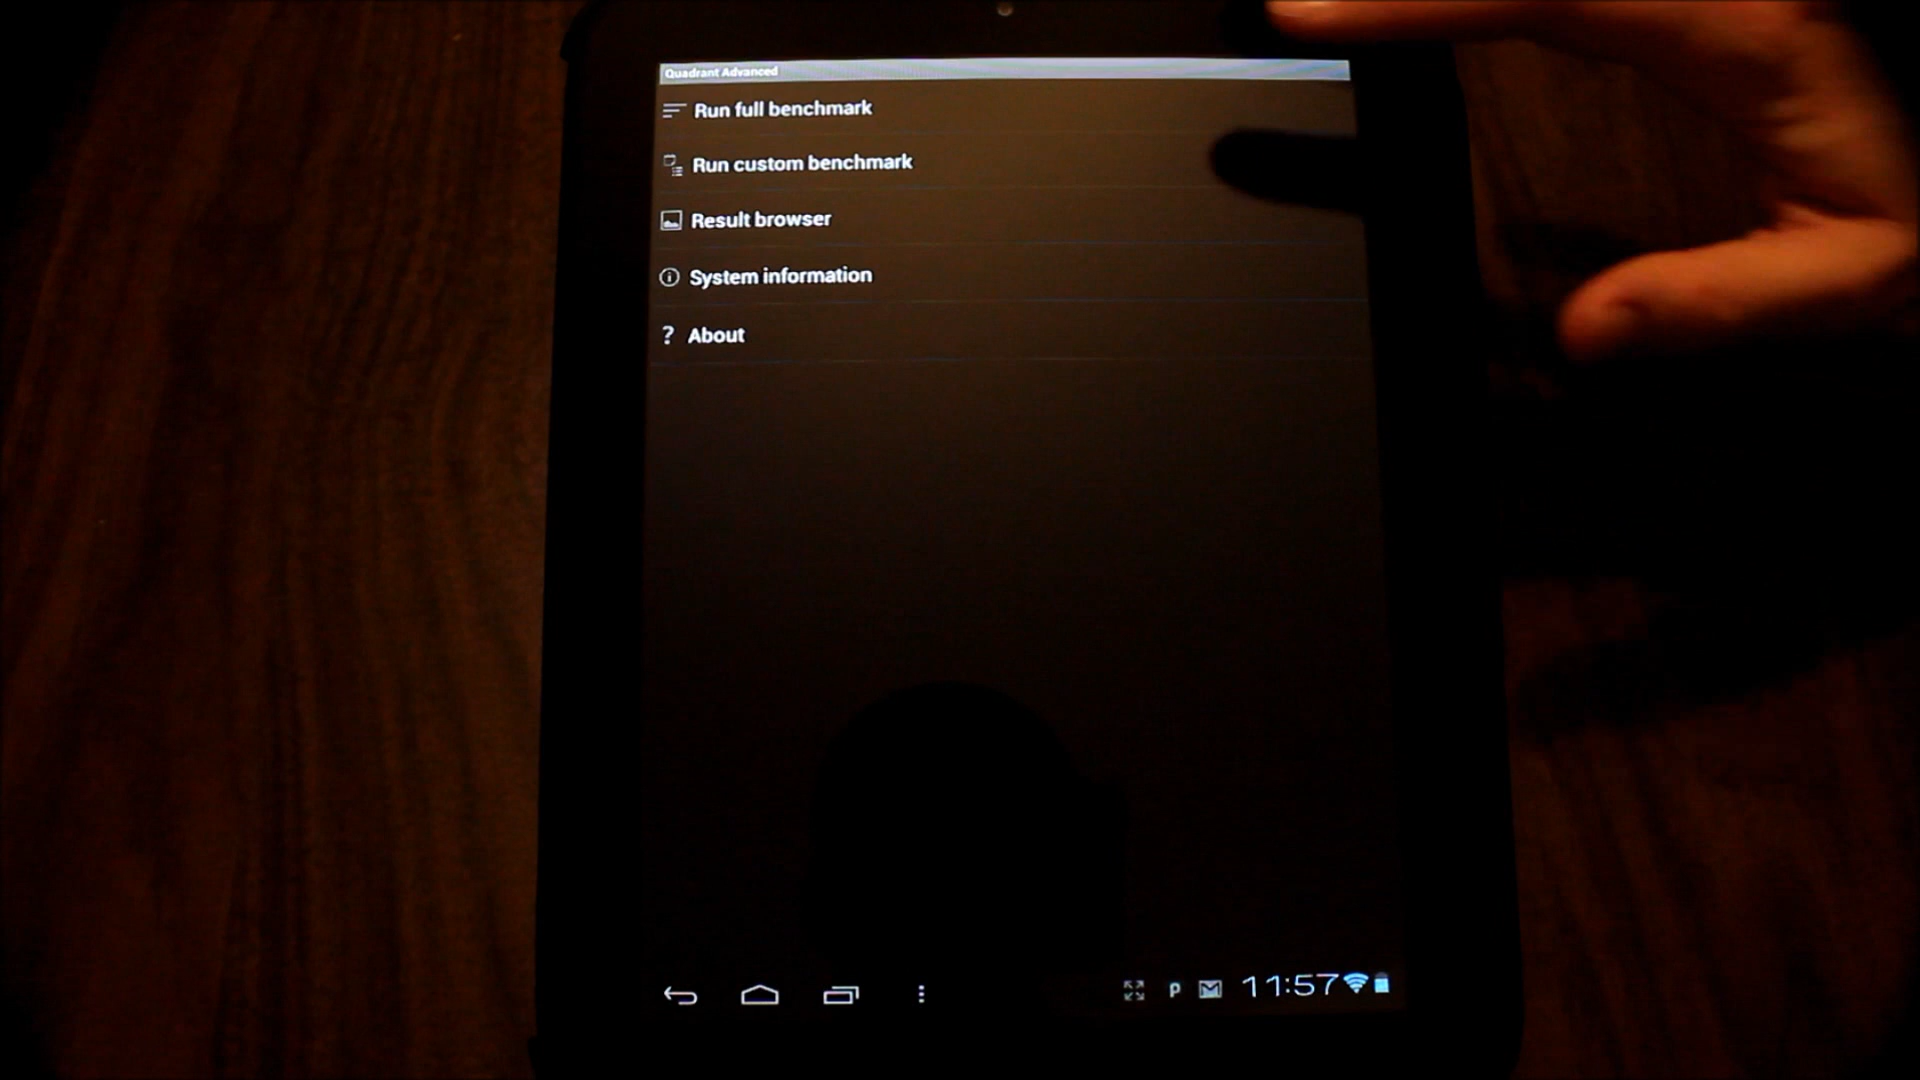 Quadrant Advanced
Run full benchmark
Run custom benchmark
Result browser
System information
? About
P M 11:57